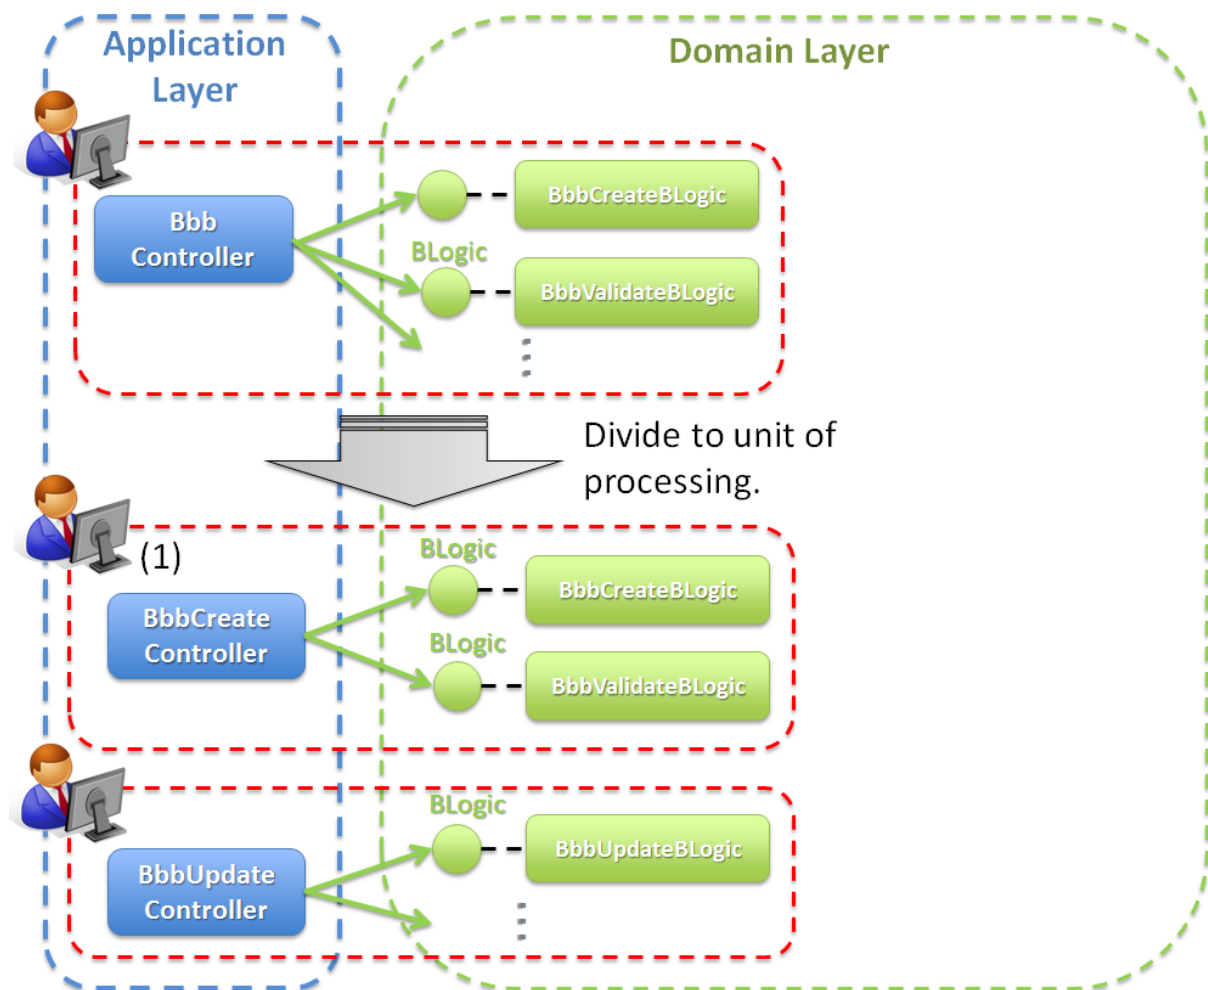 Application
Layer
Domain Layer
Bbb
Controller
BbbCreateBLogic
BLogic
BbbValidateBLogic
Divide to unit of
processing.
(1)
BLogic
BbbCreate
Controller
BbbCreateBLogic
BLogic
BbbValidateBLogic
BLogic
BbbUpdate
Controller
BbbUpdateBLogic